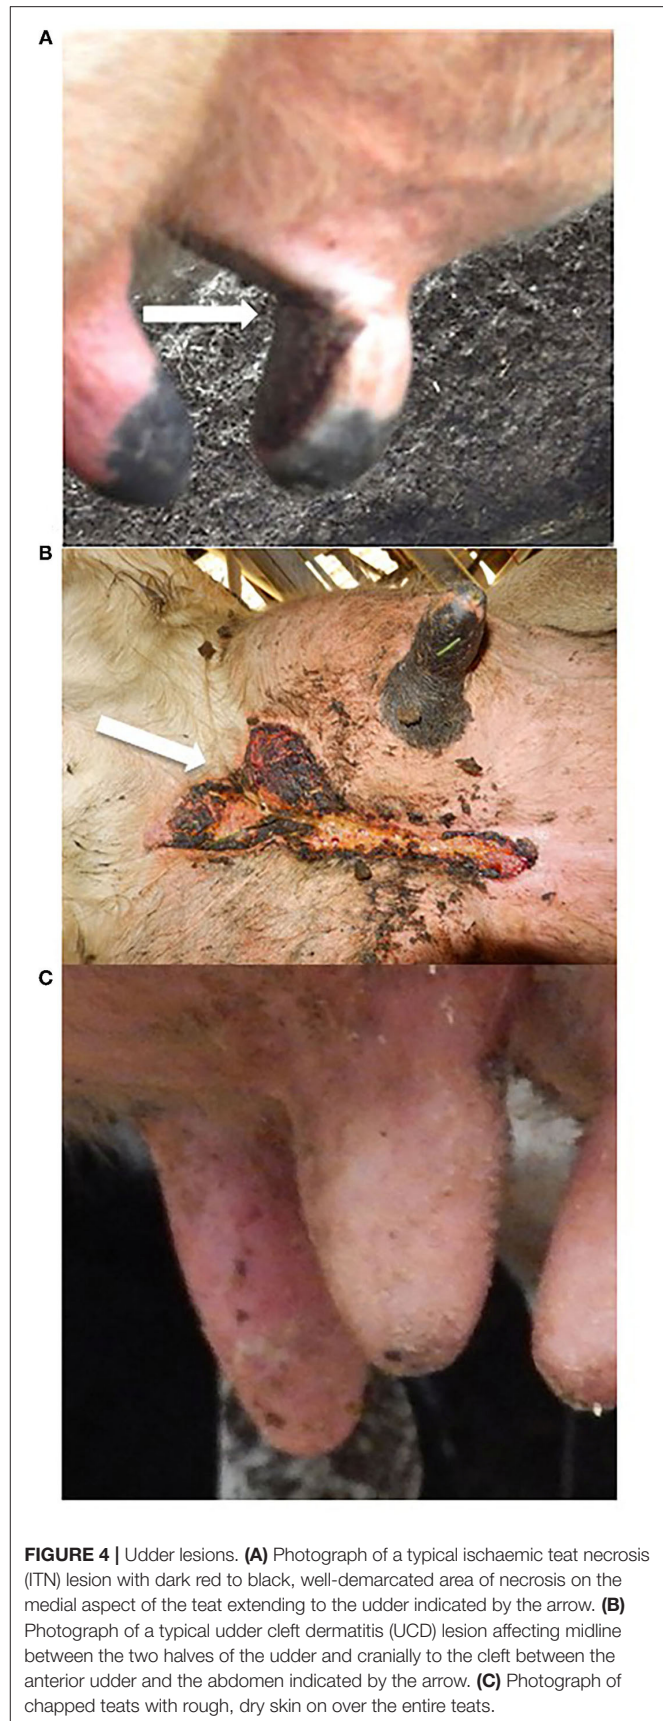 A
B
C
FIGURE 4 | Udder lesions. (A) Photograph of a typical ischaemic teat necrosis
(ITN) lesion with dark red to black, well-demarcated area of necrosis on the
medial aspect of the teat extending to the udder indicated by the arrow. (B)
Photograph of a typical udder cleft dermatitis (UCD) lesion affecting midline
between the two halves of the udder and cranially to the cleft between the
anterior udder and the abdomen indicated by the arrow. (C) Photograph of
chapped teats with rough, dry skin on over the entire teats.